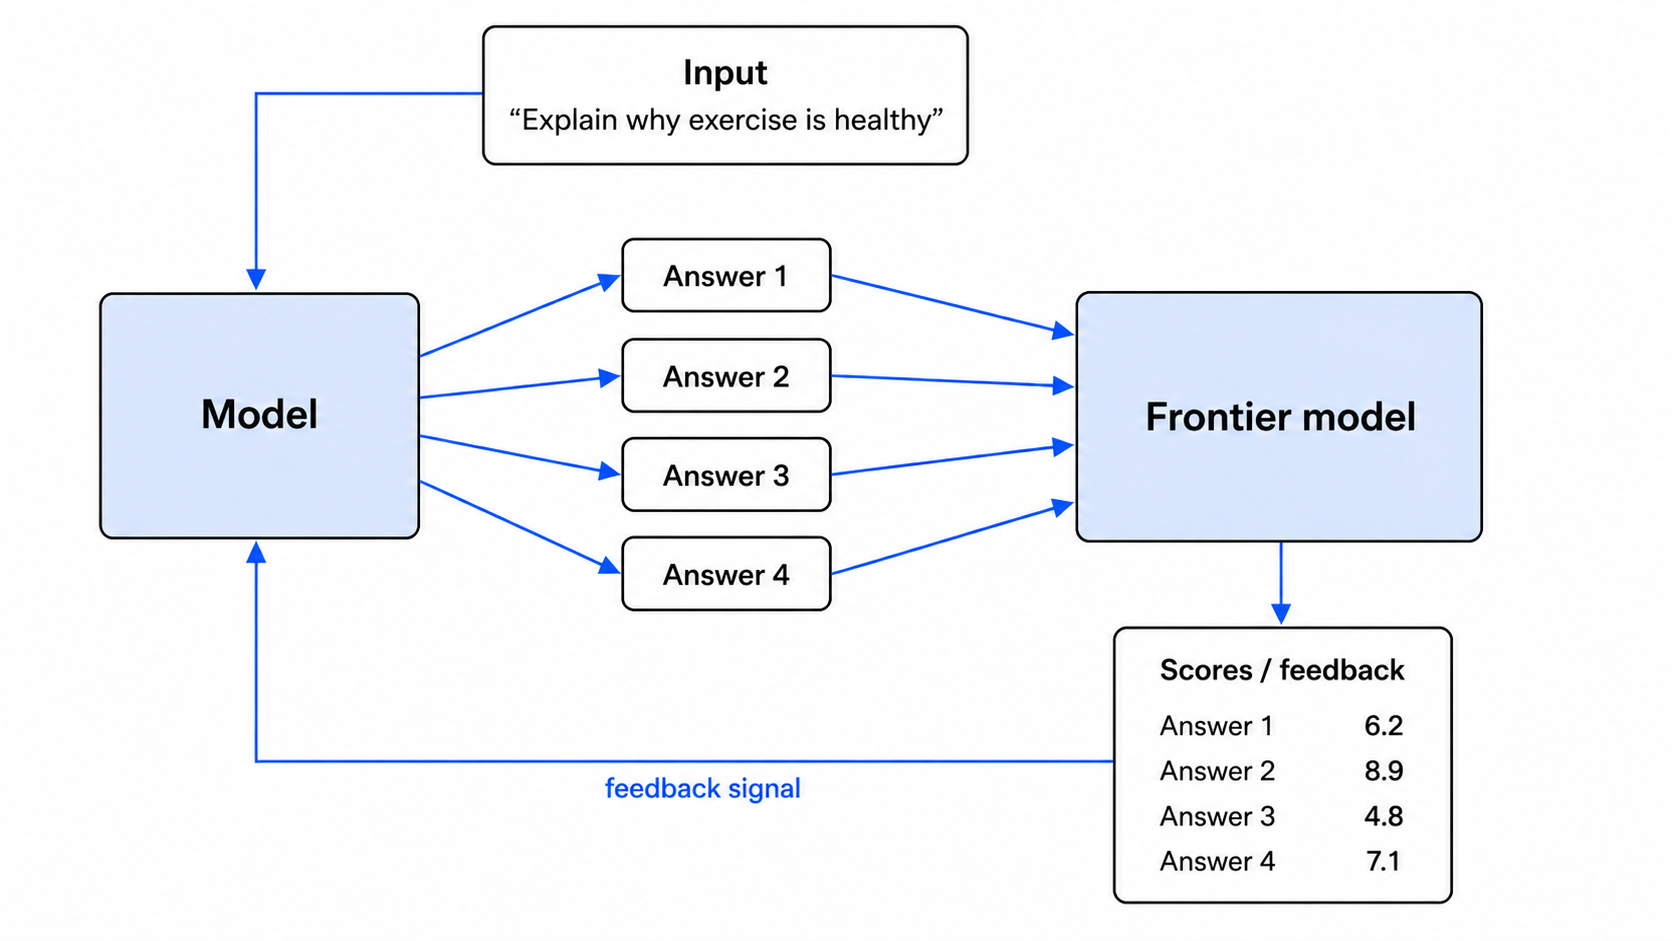 Input
“Explain why exercise is healthy”
Model
Answer 1
Answer 2
Answer 3
Answer 4
Frontier model
Scores / feedback
Answer 1 6.2
Answer 2 8.9
Answer 3 4.8
Answer 4 7.1
feedback signal